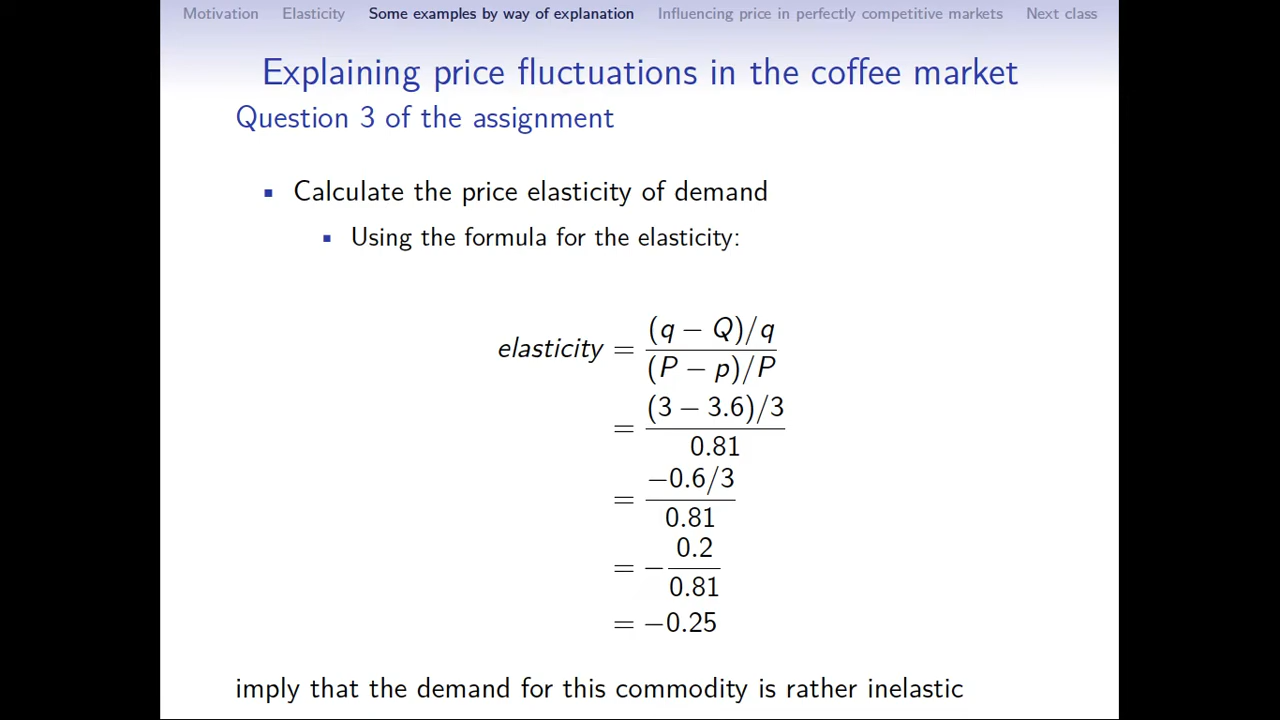 Motivation Elasticity Some examples by way of explanation Influencing price in perfectly competitive markets Next class
Explaining price fluctuations in the coffee market
Question 3 of the assignment
▪ Calculate the price elasticity of demand
▪ Using the formula for the elasticity:
elasticity = (q − Q)/q
(P − p)/P
= (3 − 3.6)/3
0.81
= −0.6/3
0.81
= − 0.2
0.81
= −0.25
imply that the demand for this commodity is rather inelastic